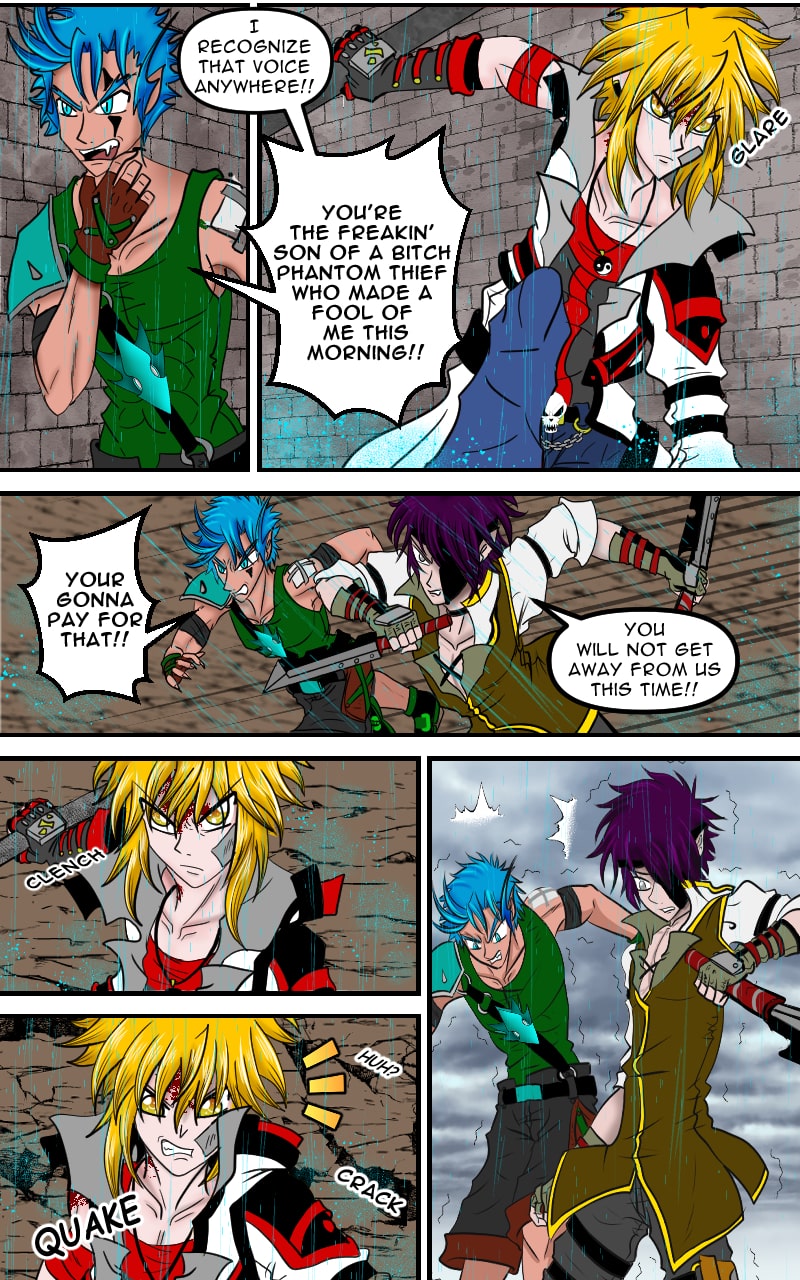 I
RECOGNIZE
THAT VOICE
ANYWHERE!!
GLARE
YOU'RE
THE FREAKIN'
SON OF A BITCH
PHANTOM THIEF
WHO MADE A
FOOL OF
ME THIS
MORNING!!
YOUR
GONNA
PAY FOR
THAT!!
YOU
WILL NOT GET
AWAY FROM US
THIS TIME!!
CLENCH
HUH?
CRACK
QUAKE